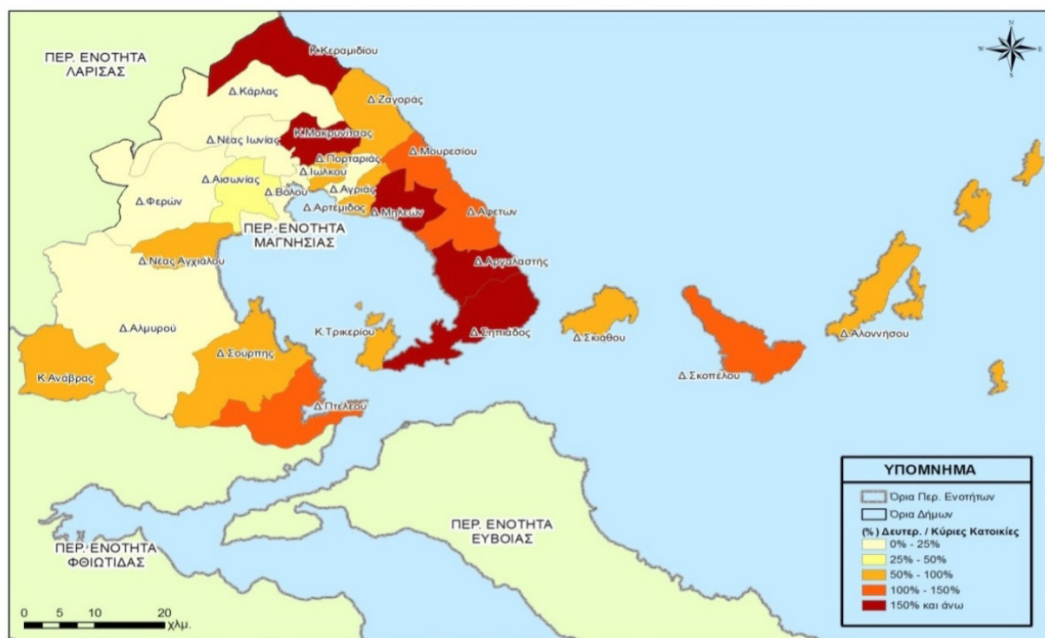 ΠΕΡ. ΕΝΟΤΗΤΑ
ΛΑΡΙΣΑΣ
Κ.Κεραμιδίου
Δ.Κάρλας
Δ.Ζαγοράς
Δ.Νέας Ιωνίας
Κ.Μακρυνίτσας
Δ.Μουρεσίου
Δ.Πορταριάς
Δ.Ιωλκού
Δ.Αισωνίας
Δ.Βόλου
Δ.Αγριάς
Δ.Φερών
Δ.Αρτέμιδος
Δ.Μηλεών
Δ.Αφετών
ΠΕΡ. ΕΝΟΤΗΤΑ
ΜΑΓΝΗΣΙΑΣ
Δ.Νέας Αγχιάλου
Δ.Αργαλαστής
Δ.Αλμυρού
Κ.Τρικερίου
Δ.Σηπιάδος
Δ.Σκιάθου
Δ.Αλοννήσου
Δ.Σούρπης
Κ.Ανάβρας
Δ.Σκοπέλου
Δ.Πτελεού
ΠΕΡ. ΕΝΟΤΗΤΑ
ΕΥΒΟΙΑΣ
ΠΕΡ. ΕΝΟΤΗΤΑ
ΦΘΙΩΤΙΔΑΣ
0 5 10 20
χλμ.
N
W E
S
ΥΠΟΜΝΗΜΑ
Όρια Περ. Ενοτήτων
Όρια Δήμων
(%) Δευτερ. / Κύριες Κατοικίες
0% - 25%
25% - 50%
50% - 100%
100% - 150%
150% και άνω